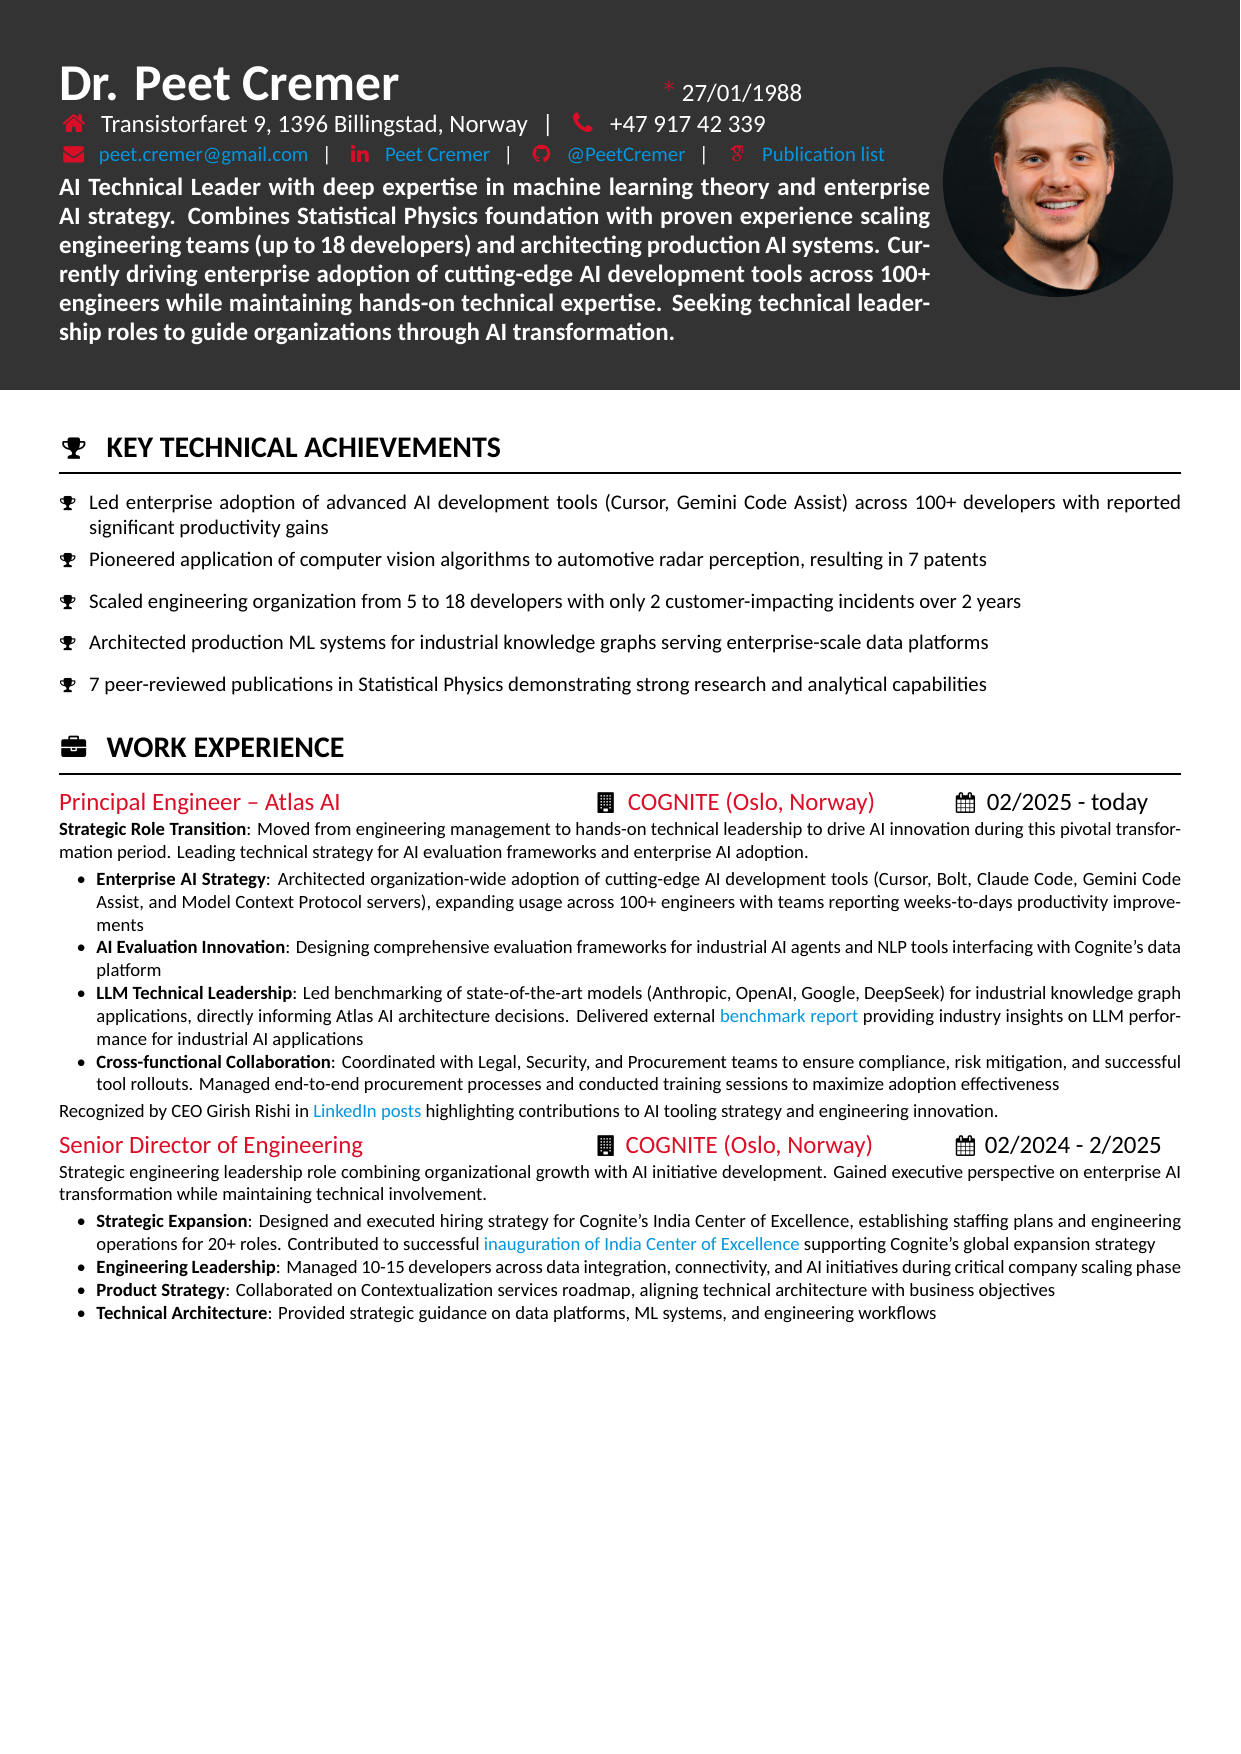 Dr. Peet Cremer * 27/01/1988
Transistorfaret 9, 1396 Billingstad, Norway | +47 917 42 339
peet.cremer@gmail.com | Peet Cremer | @PeetCremer | Publication list
AI Technical Leader with deep expertise in machine learning theory and enterprise
AI strategy. Combines Statistical Physics foundation with proven experience scaling
engineering teams (up to 18 developers) and architecting production AI systems. Cur-
rently driving enterprise adoption of cutting-edge AI development tools across 100+
engineers while maintaining hands-on technical expertise. Seeking technical leader-
ship roles to guide organizations through AI transformation.
KEY TECHNICAL ACHIEVEMENTS
Led enterprise adoption of advanced AI development tools (Cursor, Gemini Code Assist) across 100+ developers with reported
significant productivity gains
Pioneered application of computer vision algorithms to automotive radar perception, resulting in 7 patents
Scaled engineering organization from 5 to 18 developers with only 2 customer-impacting incidents over 2 years
Architected production ML systems for industrial knowledge graphs serving enterprise-scale data platforms
7 peer-reviewed publications in Statistical Physics demonstrating strong research and analytical capabilities
WORK EXPERIENCE
Principal Engineer – Atlas AI COGNITE (Oslo, Norway) 02/2025 - today
Strategic Role Transition: Moved from engineering management to hands-on technical leadership to drive AI innovation during this pivotal transfor-
mation period. Leading technical strategy for AI evaluation frameworks and enterprise AI adoption.
• Enterprise AI Strategy: Architected organization-wide adoption of cutting-edge AI development tools (Cursor, Bolt, Claude Code, Gemini Code
Assist, and Model Context Protocol servers), expanding usage across 100+ engineers with teams reporting weeks-to-days productivity improve-
ments
• AI Evaluation Innovation: Designing comprehensive evaluation frameworks for industrial AI agents and NLP tools interfacing with Cognite's data
platform
• LLM Technical Leadership: Led benchmarking of state-of-the-art models (Anthropic, OpenAI, Google, DeepSeek) for industrial knowledge graph
applications, directly informing Atlas AI architecture decisions. Delivered external benchmark report providing industry insights on LLM perfor-
mance for industrial AI applications
• Cross-functional Collaboration: Coordinated with Legal, Security, and Procurement teams to ensure compliance, risk mitigation, and successful
tool rollouts. Managed end-to-end procurement processes and conducted training sessions to maximize adoption effectiveness
Recognized by CEO Girish Rishi in LinkedIn posts highlighting contributions to AI tooling strategy and engineering innovation.
Senior Director of Engineering COGNITE (Oslo, Norway) 02/2024 - 2/2025
Strategic engineering leadership role combining organizational growth with AI initiative development. Gained executive perspective on enterprise AI
transformation while maintaining technical involvement.
• Strategic Expansion: Designed and executed hiring strategy for Cognite's India Center of Excellence, establishing staffing plans and engineering
operations for 20+ roles. Contributed to successful inauguration of India Center of Excellence supporting Cognite's global expansion strategy
• Engineering Leadership: Managed 10-15 developers across data integration, connectivity, and AI initiatives during critical company scaling phase
• Product Strategy: Collaborated on Contextualization services roadmap, aligning technical architecture with business objectives
• Technical Architecture: Provided strategic guidance on data platforms, ML systems, and engineering workflows